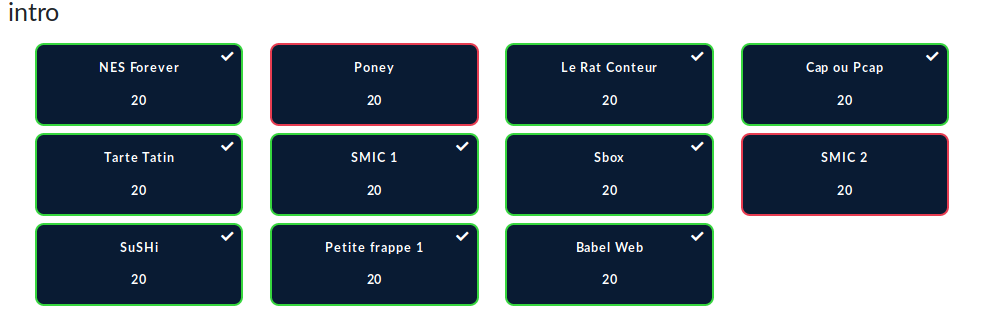 intro
NES Forever
20
Poney
20
Le Rat Conteur
20
Cap ou Pcap
20
Tarte Tatin
20
SMIC 1
20
Sbox
20
SMIC 2
20
SuSHi
20
Petite frappe 1
20
Babel Web
20